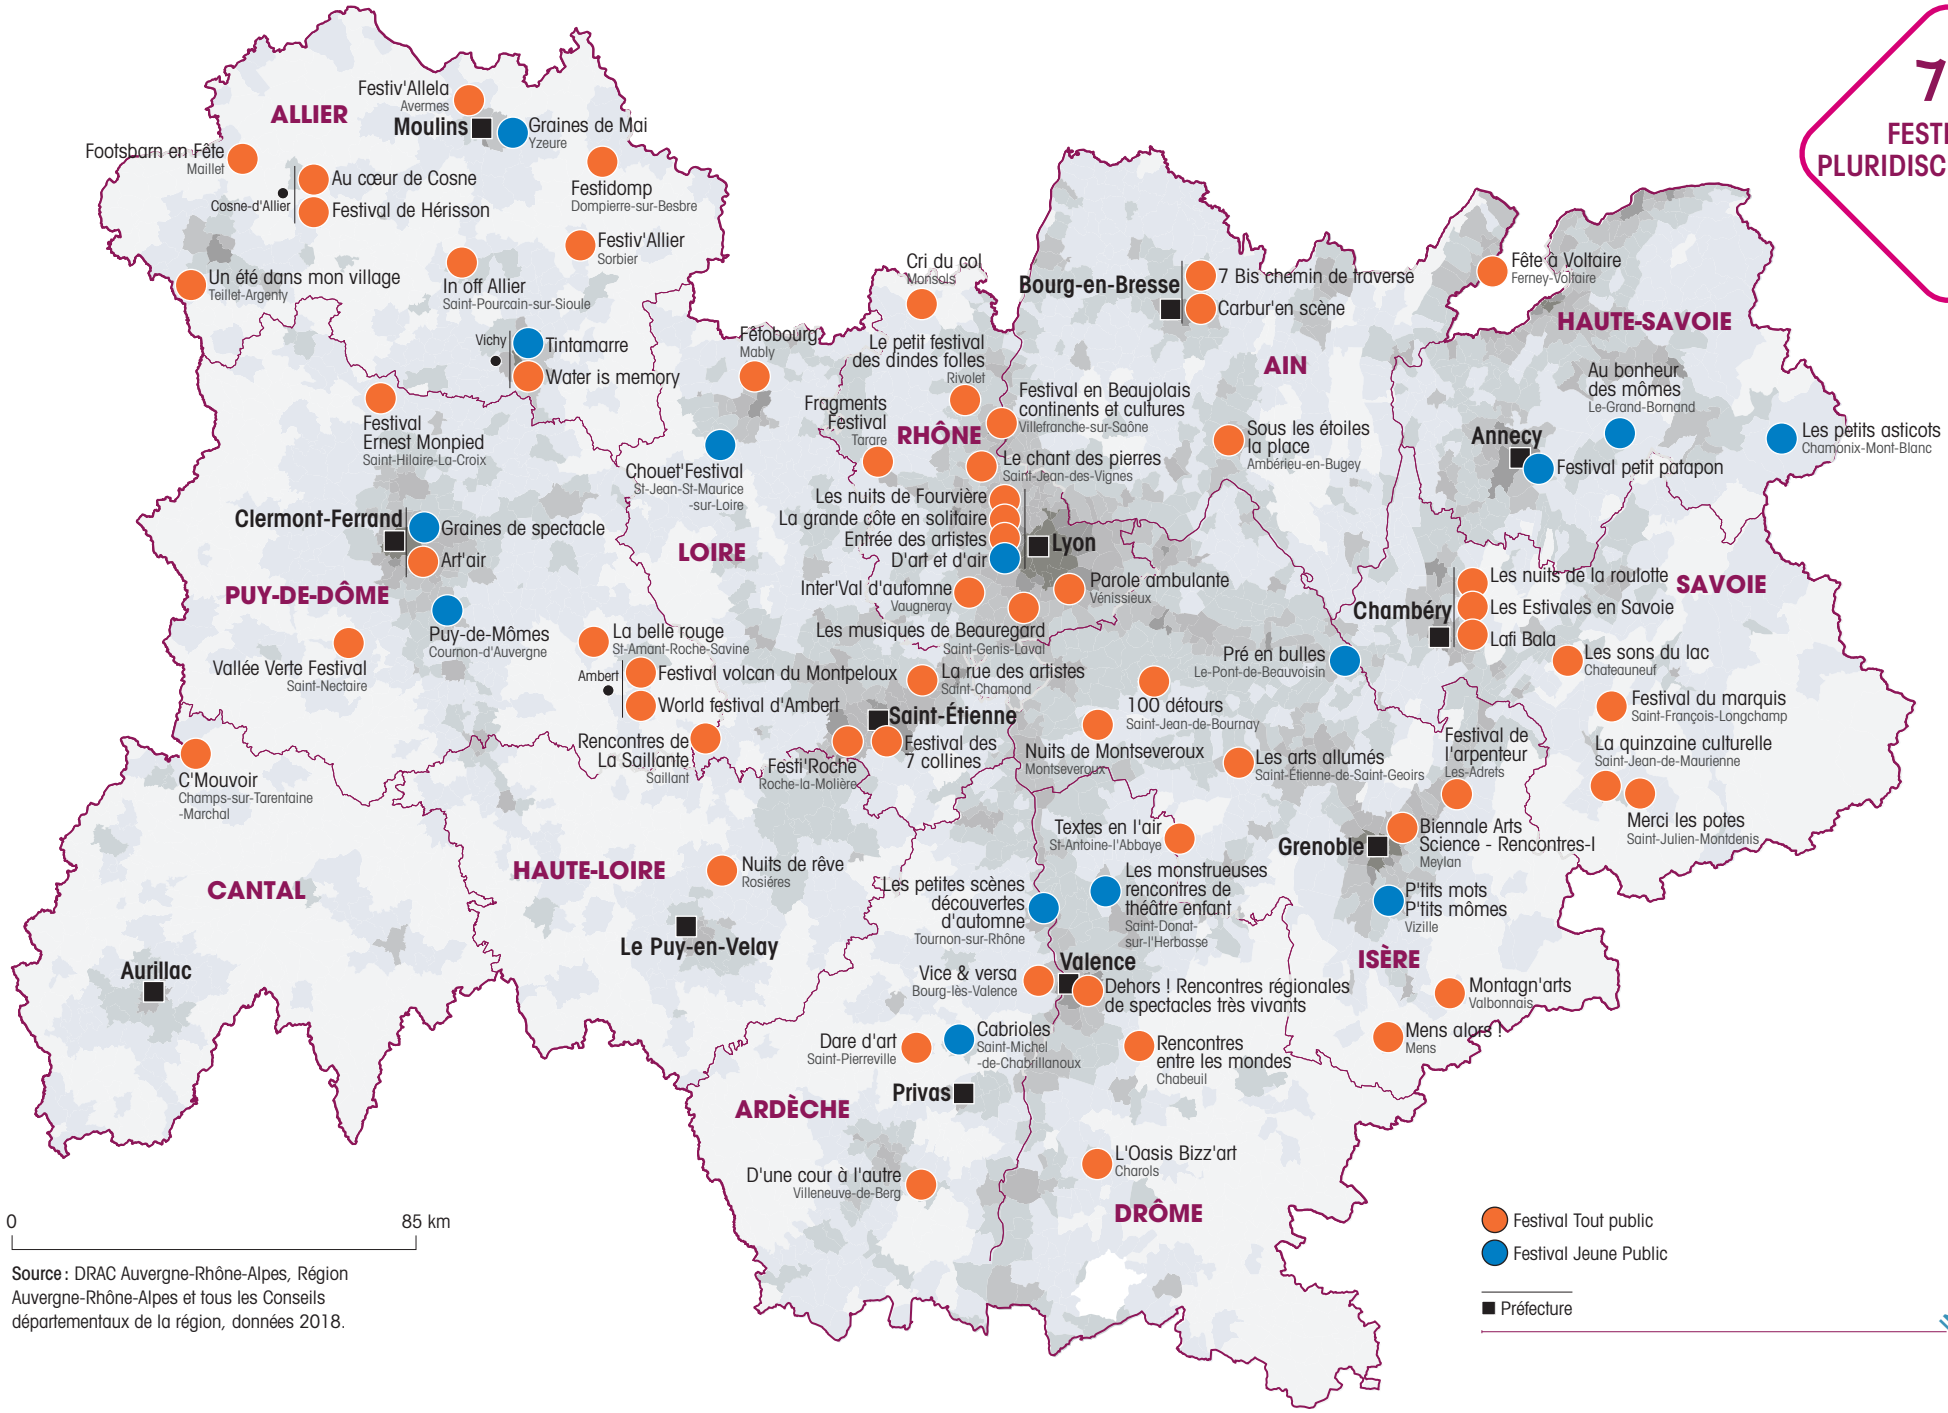 7
FESTI
PLURIDISC
ALLIER
Festiv'Allela
Avermes
Moulins
Graines de Mai
Yzeure
Footsbarn en Fête
Maillet
Au cœur de Cosne
Cosne-d'Allier
Festival de Hérisson
Festidomp
Dompierre-sur-Besbre
Festiv'Allier
Sorbier
Un été dans mon village
Teillet-Argenty
In off Allier
Saint-Pourcain-sur-Sioule
Vichy
Tintamarre
Water is memory
Festival
Ernest Monpied
Saint-Hilaire-La-Croix
Clermont-Ferrand
Graines de spectacle
Art'air
PUY-DE-DÔME
Puy-de-Mômes
Cournon-d'Auvergne
Vallée Verte Festival
Saint-Nectaire
La belle rouge
St-Amant-Roche-Savine
Ambert
Festival volcan du Montpeloux
World festival d'Ambert
Rencontres de
La Saillante
Saillant
C'Mouvoir
Champs-sur-Tarentaine
-Marchal
CANTAL
Aurillac
HAUTE-LOIRE
Nuits de rêve
Rosiéres
Le Puy-en-Velay
Fêtobourg
Mably
Chouet'Festival
St-Jean-St-Maurice
-sur-Loire
LOIRE
La rue des artistes
Saint-Chamond
Saint-Étienne
Festival des
7 collines
Festi'Roche
Roche-la-Molière
Cri du col
Monsols
Le petit festival
des dindes folles
Rivolet
Fragments
Festival
Tarare
RHÔNE
Festival en Beaujolais
continents et cultures
Villefranche-sur-Saône
Le chant des pierres
Saint-Jean-des-Vignes
Les nuits de Fourvière
La grande côte en solitaire
Entrée des artistes
D'art et d'air
Lyon
Inter'Val d'automne
Vaugneray
Parole ambulante
Vénissieux
Les musiques de Beauregard
Saint-Genis-Laval
Bourg-en-Bresse
7 Bis chemin de traverse
Carbur'en scène
AIN
Sous les étoiles
la place
Ambérieu-en-Bugey
Fête à Voltaire
Ferney-Voltaire
HAUTE-SAVOIE
Au bonheur
des mômes
Le-Grand-Bornand
Annecy
Festival petit patapon
Les petits asticots
Chamonix-Mont-Blanc
SAVOIE
Chambéry
Les nuits de la roulotte
Les Estivales en Savoie
Lafi Bala
Les sons du lac
Chateauneuf
Festival du marquis
Saint-François-Longchamp
La quinzaine culturelle
Saint-Jean-de-Maurienne
Merci les potes
Saint-Julien-Montdenis
Pré en bulles
Le-Pont-de-Beauvoisin
100 détours
Saint-Jean-de-Bournay
Nuits de Montseveroux
Montseveroux
Les arts allumés
Saint-Étienne-de-Saint-Geoirs
Festival de
l'arpenteur
Les-Adrets
Textes en l'air
St-Antoine-l'Abbaye
Grenoble
Biennale Arts
Science - Rencontres-I
Meylan
P'tits mots
P'tits mômes
Vizille
ISÈRE
Montagn'arts
Valbonnais
Mens alors !
Mens
Les petites scènes
découvertes
d'automne
Tournon-sur-Rhône
Les monstrueuses
rencontres de
théâtre enfant
Saint-Donat-
sur-l'Herbasse
Vice & versa
Bourg-lès-Valence
Valence
Dehors ! Rencontres régionales
de spectacles très vivants
Dare d'art
Saint-Pierreville
Cabrioles
Saint-Michel
-de-Chabrillanoux
Rencontres
entre les mondes
Chabeuil
Privas
ARDÈCHE
D'une cour à l'autre
Villeneuve-de-Berg
L'Oasis Bizz'art
Charols
DRÔME
0
85 km
Source : DRAC Auvergne-Rhône-Alpes, Région
Auvergne-Rhône-Alpes et tous les Conseils
départementaux de la région, données 2018.
Festival Tout public
Festival Jeune Public
Préfecture